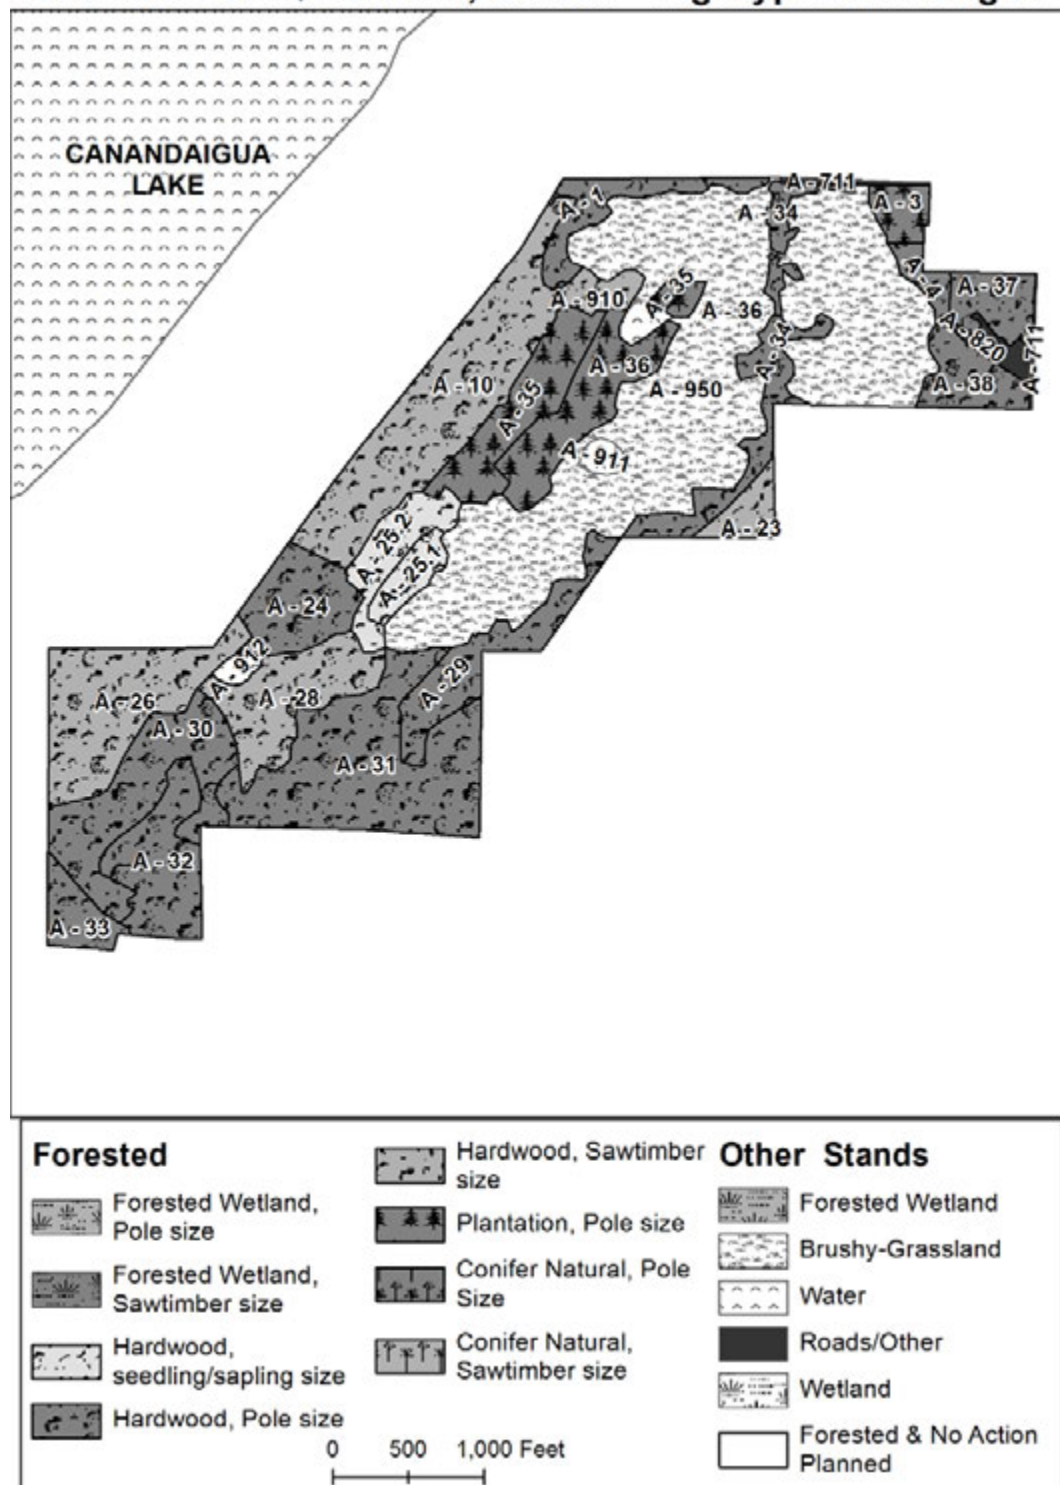 CANANDAIGUA
LAKE
A - 711
A - 1
A - 3
A - 34
A - 4
A - 37
A - 35
A - 910
A - 36
A - 820
A - 711
A - 34
A - 36
A - 10
A - 950
A - 38
A - 35
A - 911
A - 23
A - 25.2
A - 25.1
A - 24
A - 912
A - 29
A - 26
A - 28
A - 30
A - 31
A - 32
A - 33
Forested
Forested Wetland,
Pole size
Forested Wetland,
Sawtimber size
Hardwood,
seedling/sapling size
Hardwood, Pole size
Hardwood, Sawtimber
size
Plantation, Pole size
Conifer Natural, Pole
Size
Conifer Natural,
Sawtimber size
Other Stands
Forested Wetland
Brushy-Grassland
Water
Roads/Other
Wetland
Forested & No Action
Planned
0 500 1,000 Feet